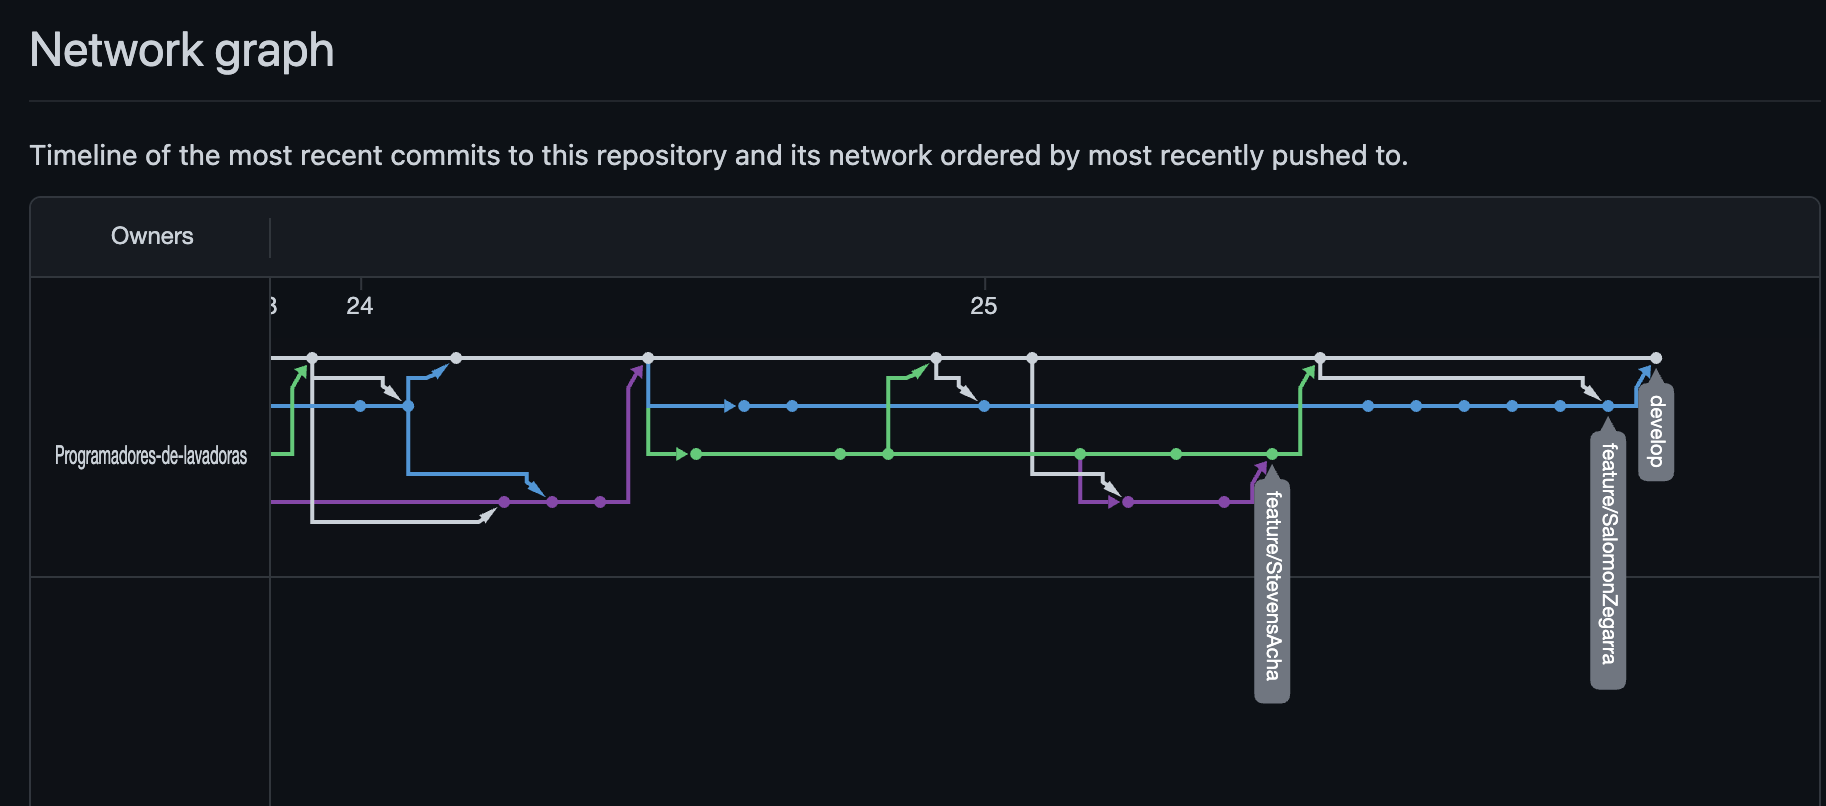 Network graph
Timeline of the most recent commits to this repository and its network ordered by most recently pushed to.
Owners
3 24 25
Programadores-de-lavadoras
develop
feature/SalomonZegarra
feature/StevensAcha